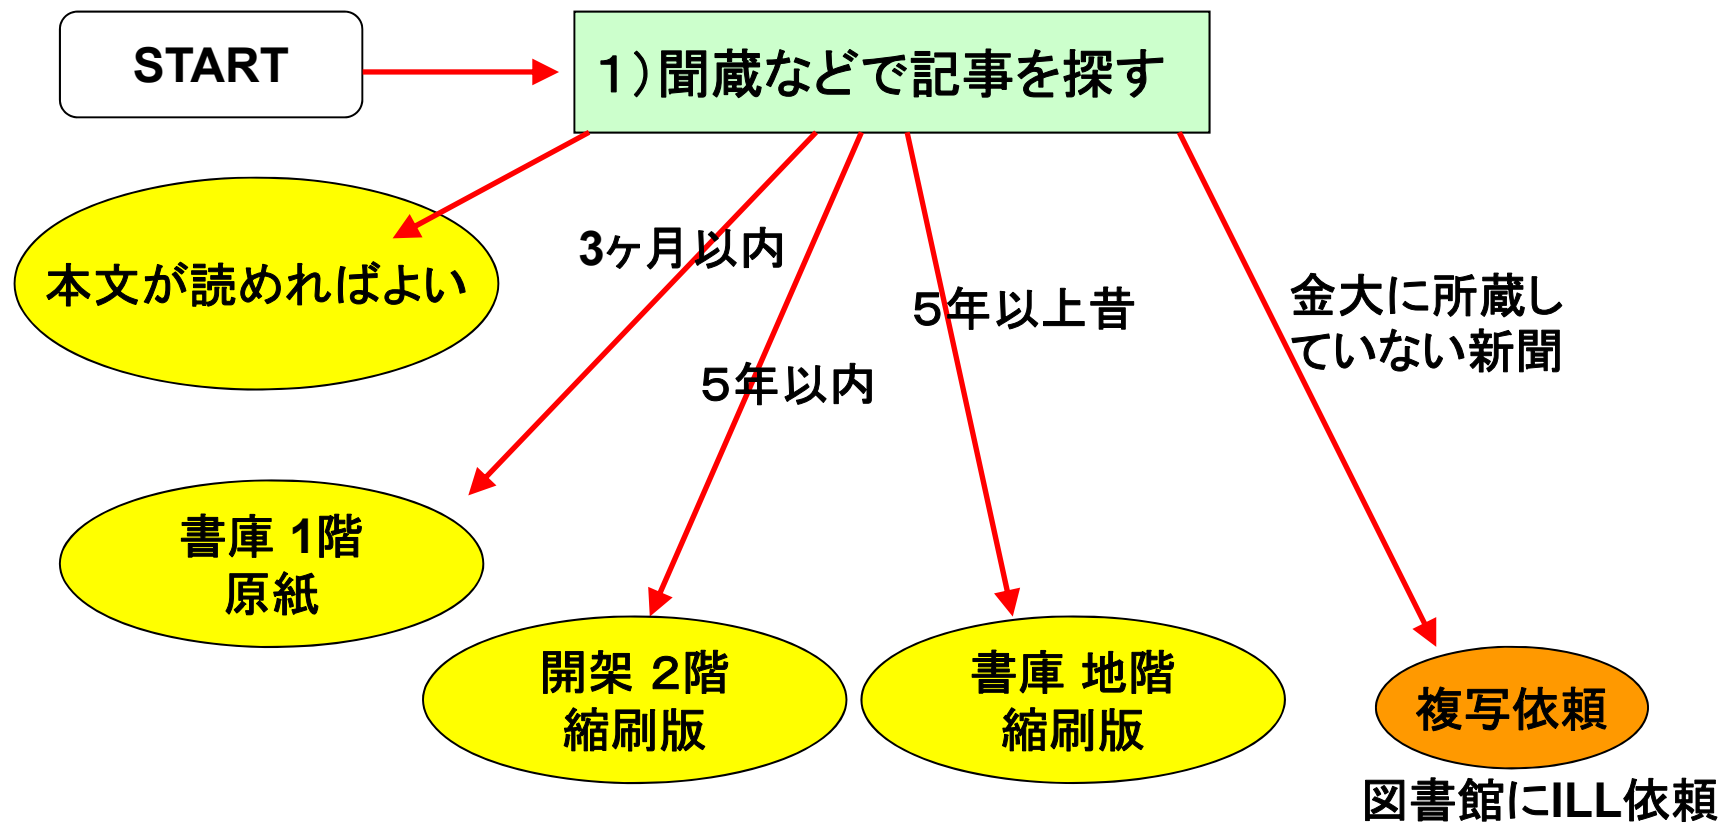 START
１）聞蔵などで記事を探す
本文が読めればよい
3ヶ月以内
５年以内
５年以上昔
金大に所蔵し
ていない新聞
書庫 1階
原紙
開架 ２階
縮刷版
書庫 地階
縮刷版
複写依頼
図書館にILL依頼